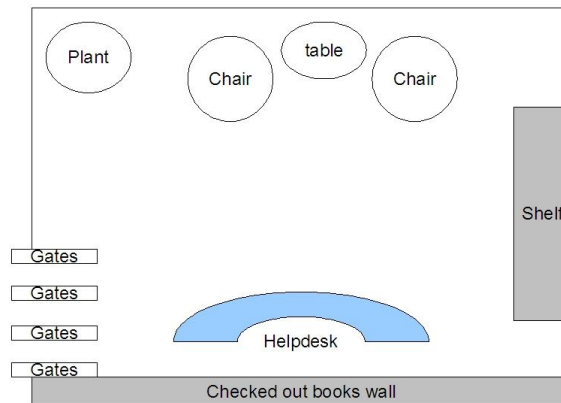 Plant
Chair
table
Chair
Shelf
Gates
Gates
Gates
Helpdesk
Gates
Checked out books wall